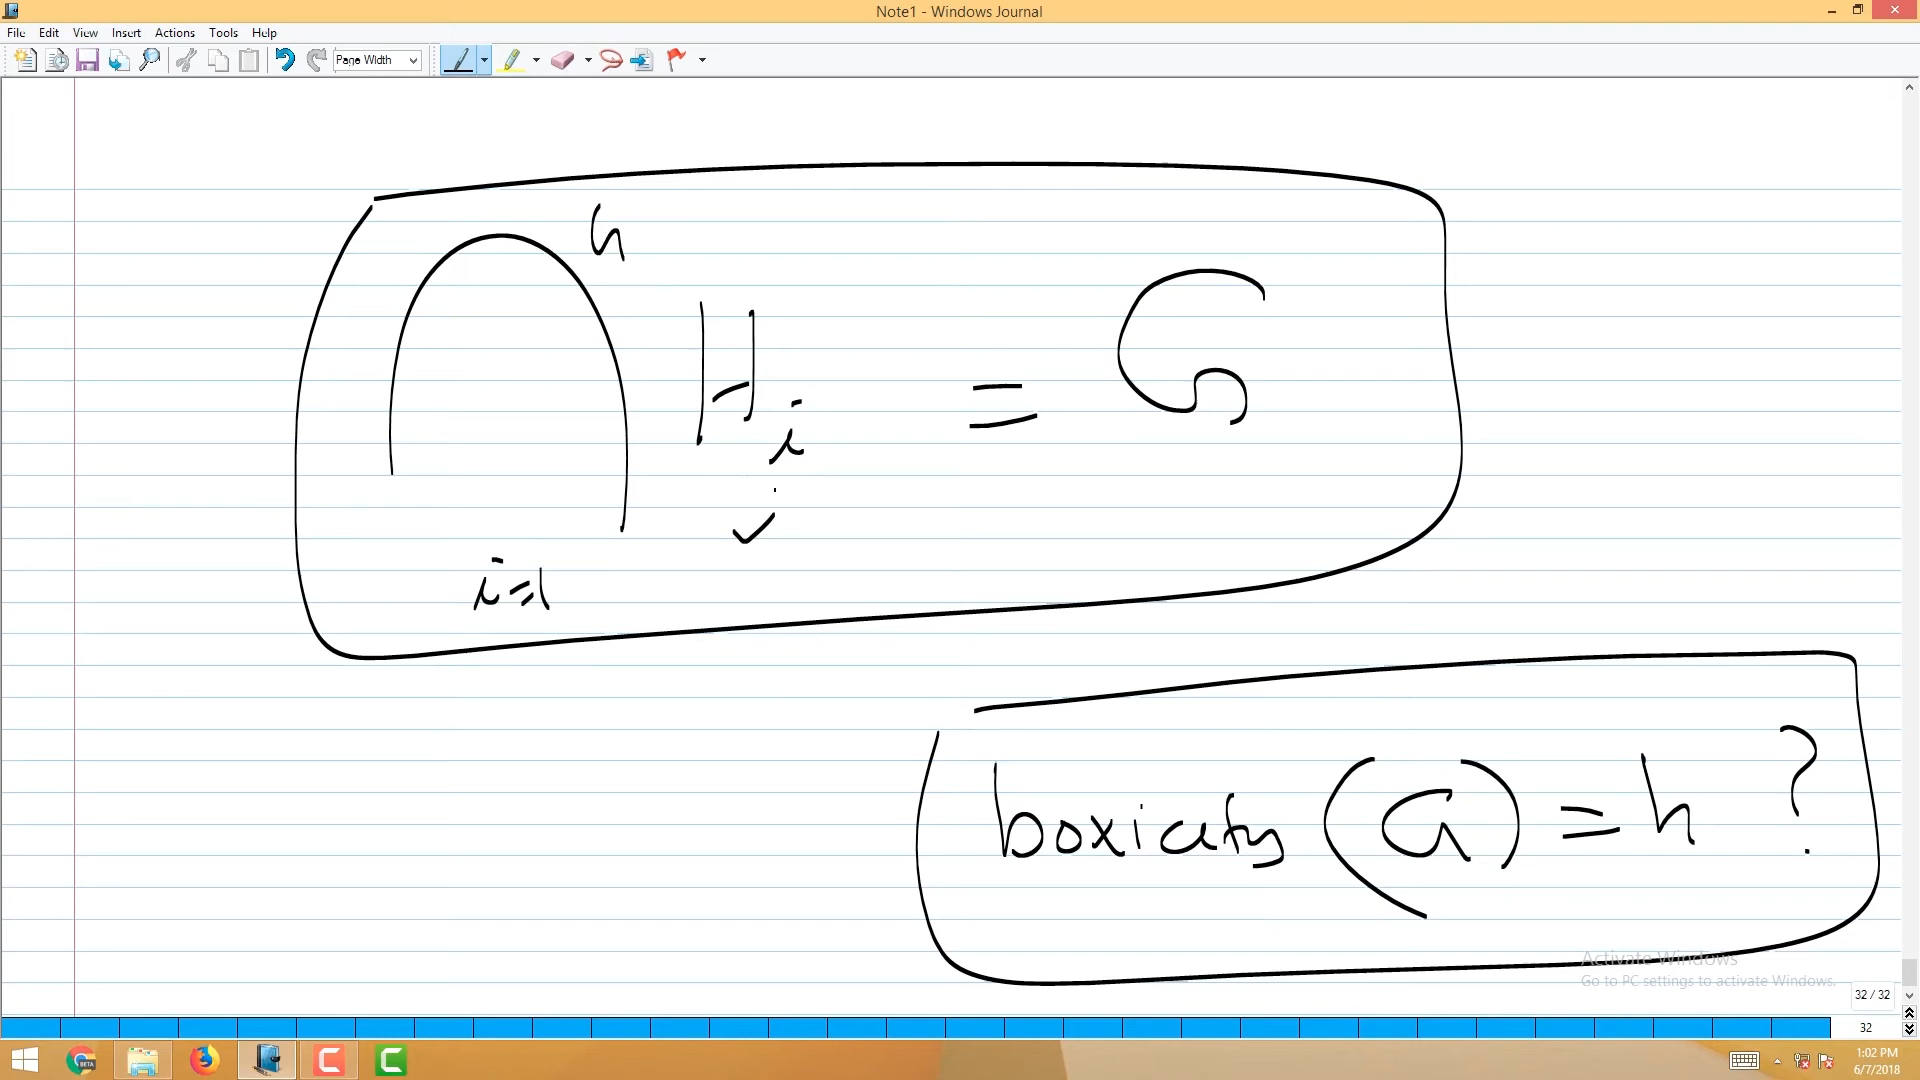 Note1 - Windows Journal
File Edit View Insert Actions Tools Help
Page Width
h
H i = G
i=1
boxicity (G) = h ?
Activate Windows
Go to PC settings to activate Windows.
32 / 32
32
BETA
1:02 PM
6/7/2018